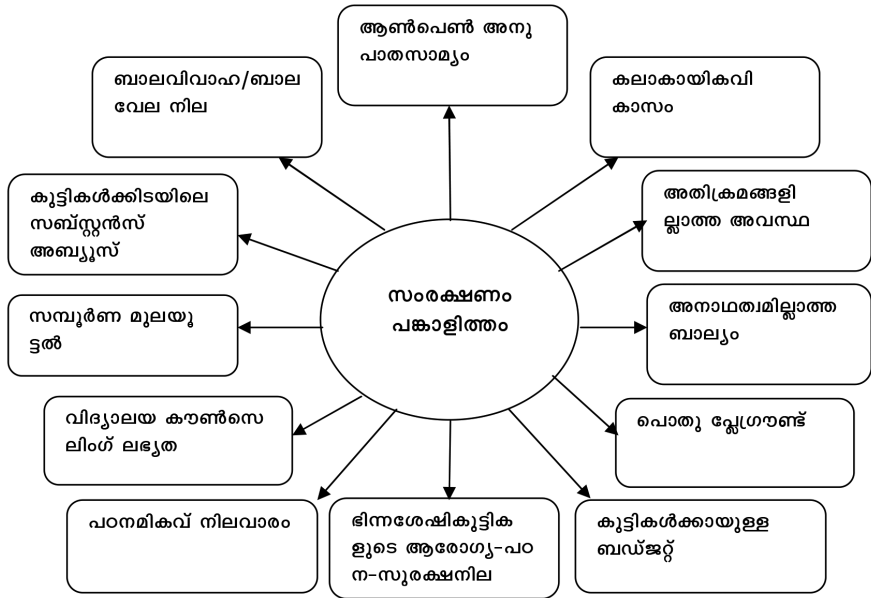 ആൺപെൺ അനു
പാതസാമ്യം
ബാലവിവാഹ/ബാല
വേല നില
കലാകായികവി
കാസം
കുട്ടികൾക്കിടയിലെ
സബ്സ്റ്റൻസ്
അബ്യൂസ്
അതിക്രമങ്ങളി
ല്ലാത്ത അവസ്ഥ
സംരക്ഷണം
പങ്കാളിത്തം
സമ്പൂർണ മുലയൂ
ട്ടൽ
അനാഥത്വമില്ലാത്ത
ബാല്യം
വിദ്യാലയ കൗൺസെ
ലിംഗ് ലഭ്യത
പൊതു പ്ലേഗ്രൗണ്ട്
പഠനമികവ് നിലവാരം
ഭിന്നശേഷികുട്ടിക
ളുടെ ആരോഗ്യ-പഠ
ന-സുരക്ഷനില
കുട്ടികൾക്കായുള്ള
ബഡ്ജറ്റ്